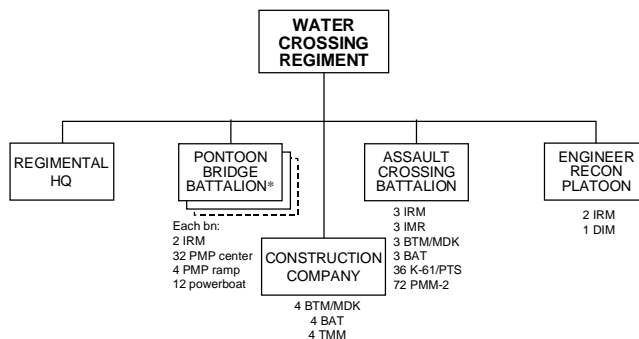 WATER
CROSSING
REGIMENT
REGIMENTAL
HQ
PONTOON
BRIDGE
BATTALION*
Each bn:
2 IRM
32 PMP center
4 PMP ramp
12 powerboat
CONSTRUCTION
COMPANY
4 BTM/MDK
4 BAT
4 TMM
ASSAULT
CROSSING
BATTALION
3 IRM
3 IMR
3 BTM/MDK
3 BAT
36 K-61/PTS
72 PMM-2
ENGINEER
RECON
PLATOON
2 IRM
1 DIM